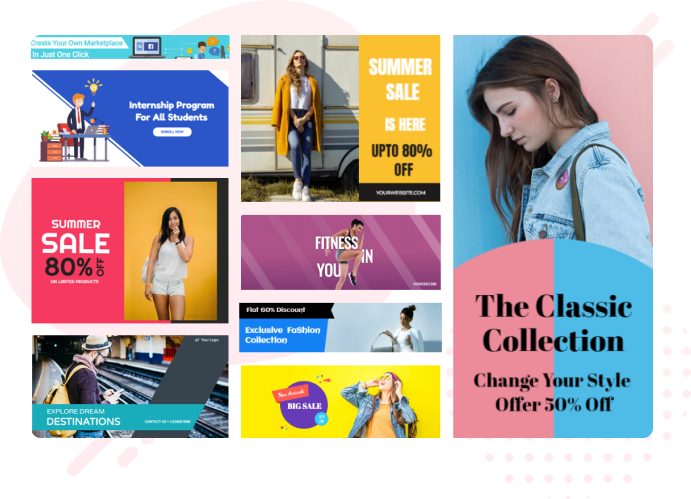 Create Your Own Marketplace
In Just One Click
Internship Program
For All Students
ENROLL NOW
SUMMER
SALE
80% OFF
ON LIMITED PRODUCTS
Your Logo
EXPLORE DREAM
DESTINATIONS
SUMMER
SALE
IS HERE
UPTO 80%
OFF
YOURWEBSITE.COM
FITNESS
IN
YOU
YOURWEBSITE.COM
Flat 60% Discount
Exclusive Fashion
Collection
New Arrivals
BIG SALE
The Classic
Collection
Change Your Style
Offer 50% Off